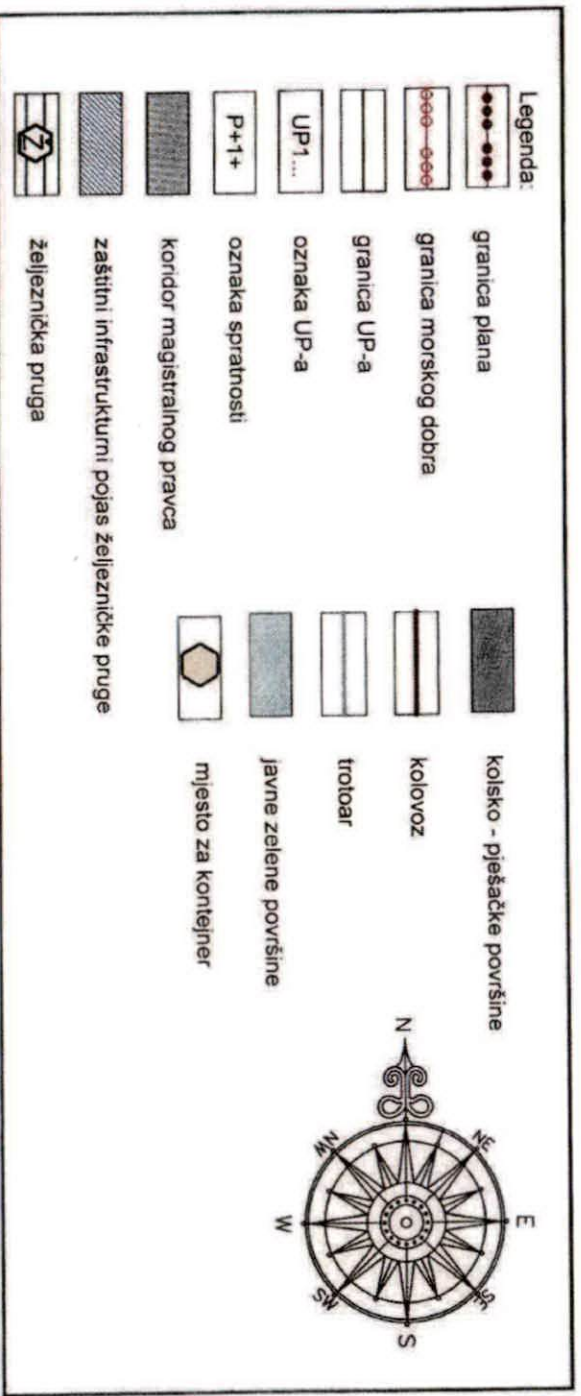 Legenda:
granica plana
granica morskog dobra
granica UP-a
UP1...
oznaka UP-a
P+1+
oznaka spratnosti
koridor magistralnog pravca
zaštitni infrastrukturni pojas željezničke pruge
Ž
željeznička pruga
kolsko - pješačke površine
kolovoz
trotoar
javne zelene površine
mjesto za kontejner
N
NE
E
SE
S
SW
W
NW